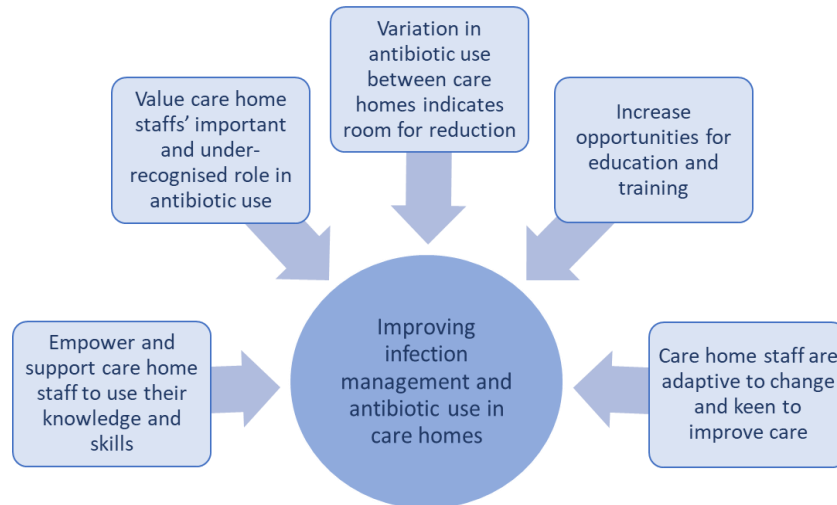 Variation in
antibiotic use
between care
homes indicates
room for reduction
Value care home
staffs' important
and under-
recognised role in
antibiotic use
Increase
opportunities for
education and
training
Empower and
support care home
staff to use their
knowledge and
skills
Improving
infection
management and
antibiotic use in
care homes
Care home staff are
adaptive to change
and keen to
improve care